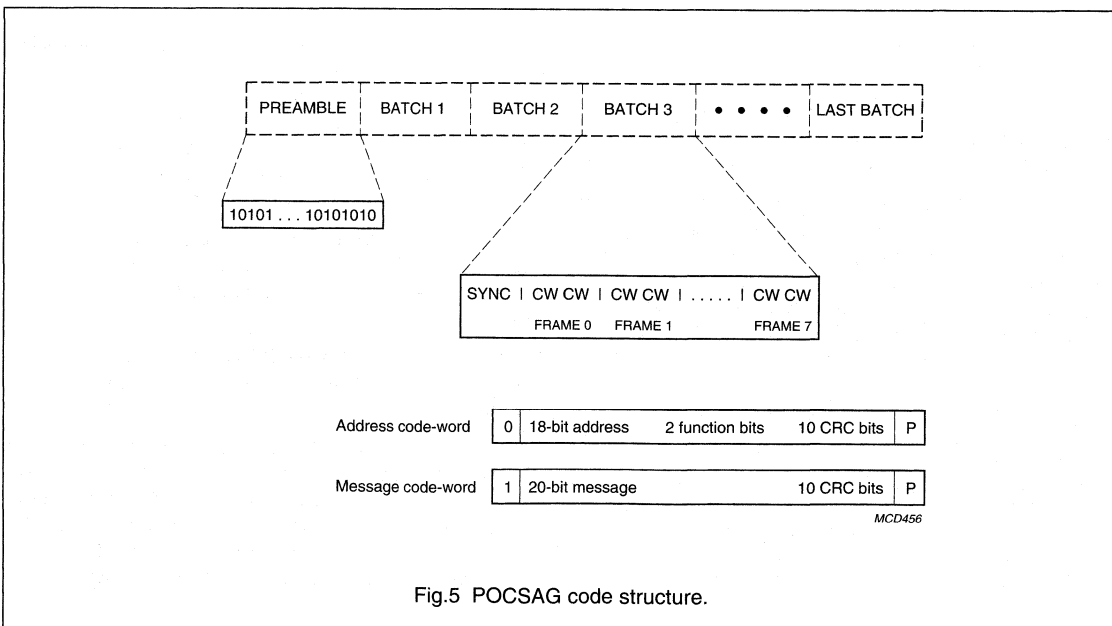 PREAMBLE BATCH 1 BATCH 2 BATCH 3 • • • • LAST BATCH
10101 . . . 10101010
SYNC | CW CW | CW CW | . . . . . | CW CW
FRAME 0 FRAME 1 FRAME 7
Address code-word 0 18-bit address 2 function bits 10 CRC bits P
Message code-word 1 20-bit message 10 CRC bits P
MCD456
Fig.5 POCSAG code structure.